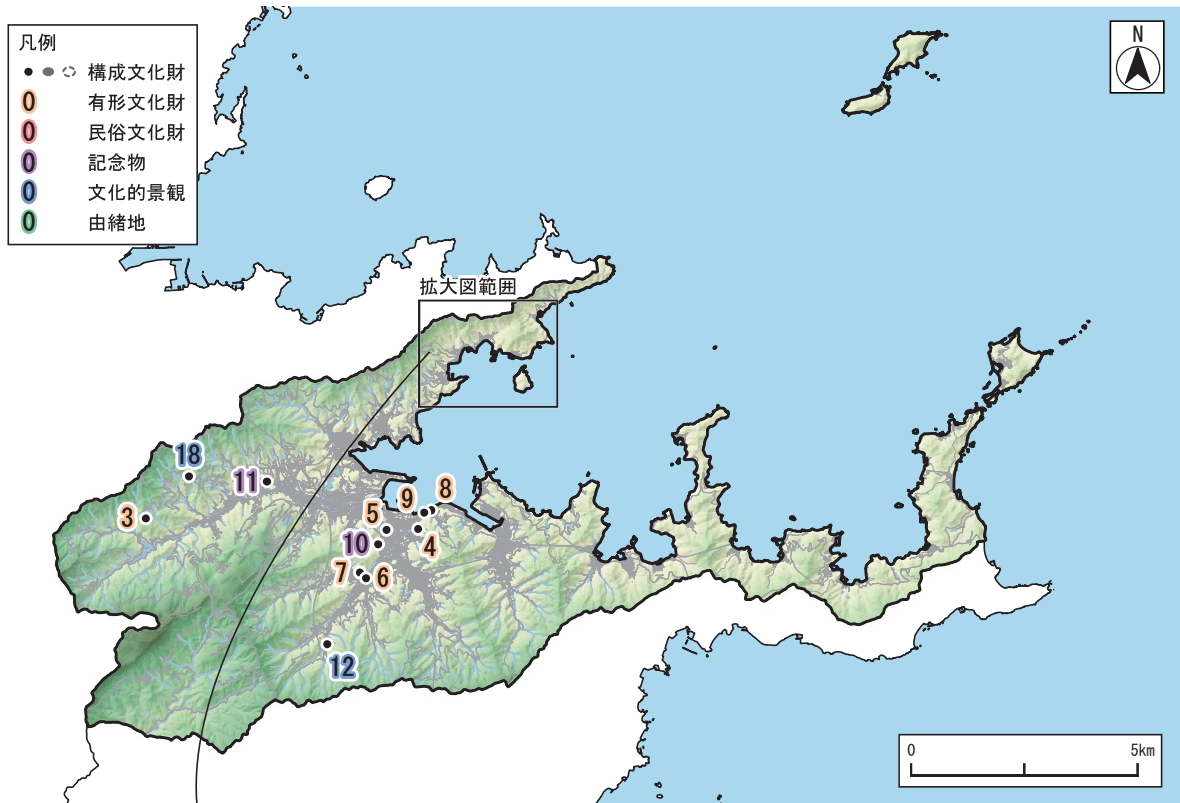 凡例
構成文化財
0 有形文化財
0 民俗文化財
0 記念物
0 文化的景観
0 由緒地
N
拡大図範囲
18
11
3
8
9
5
4
10
7
6
12
0 5km